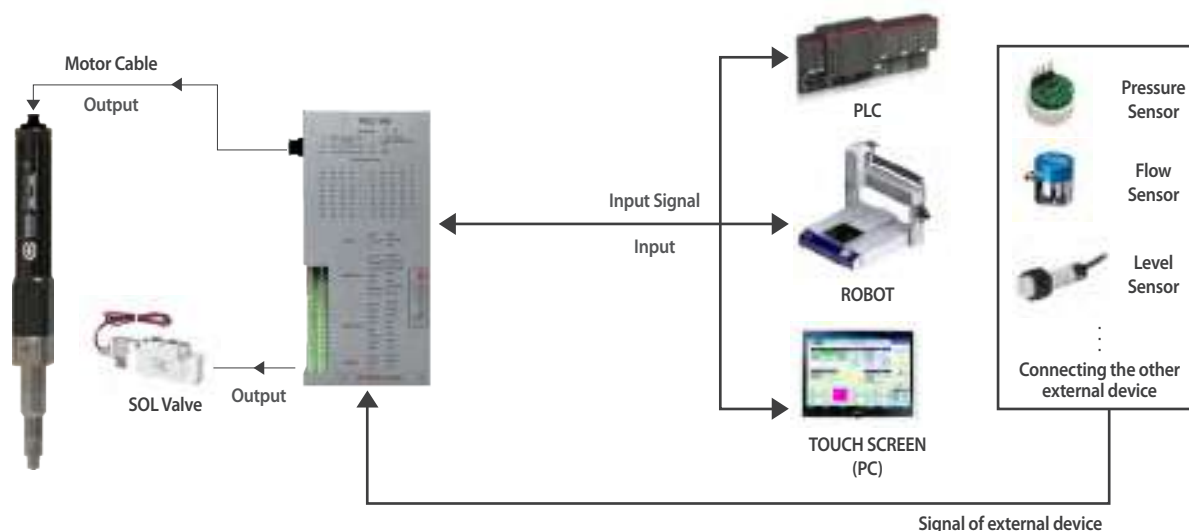 Motor Cable
Output
SOL Valve
Output
Input Signal
Input
PLC
ROBOT
TOUCH SCREEN
(PC)
Pressure
Sensor
Flow
Sensor
Level
Sensor
Connecting the other
external device
Signal of external device